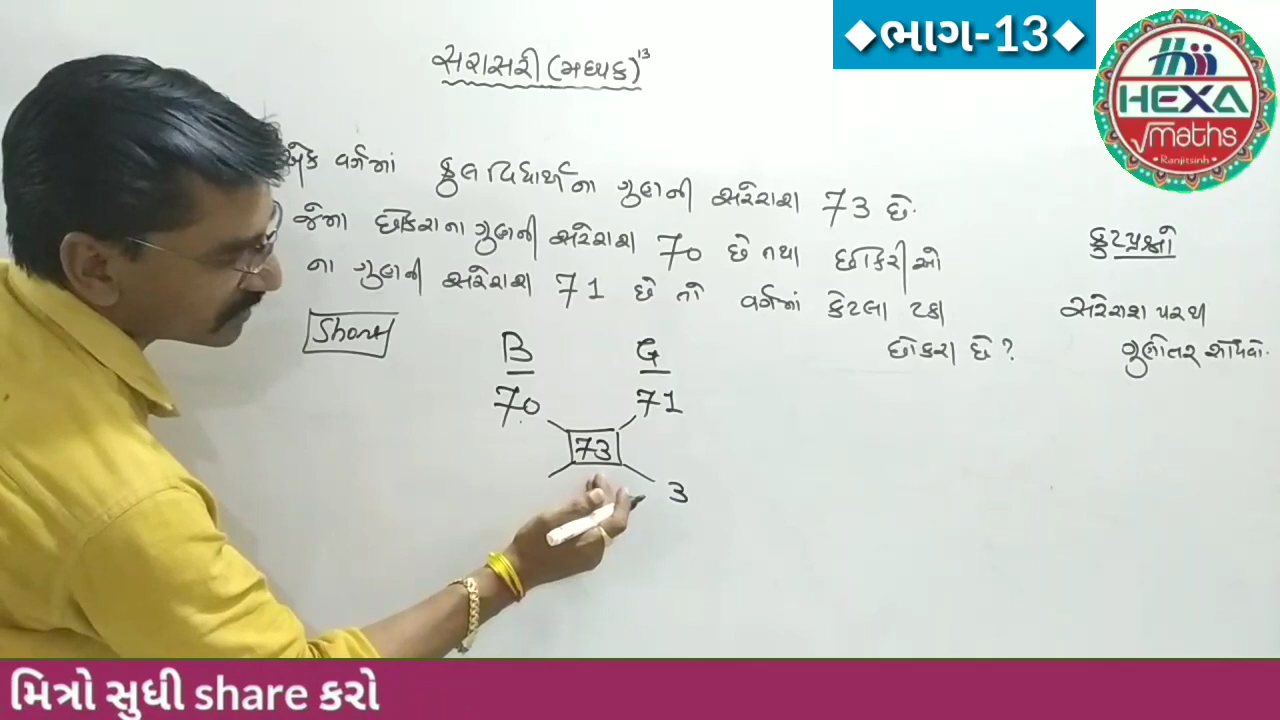 ◆ભાગ-13◆
HEXA
√maths
Ranjitsinh
સરાસરી (મધ્યક) 13
એક વર્ગમાં કુલ વિદ્યાર્થીના ગુણની સરેરાશ 73 છે.
જેમા છોકરાના ગુણની સરેરાશ 70 છે તથા છોકરીઓ
ના ગુણની સરેરાશ 71 છે તો વર્ગમાં કેટલા ટકા
છોકરા છે ?
કુટપ્રશ્નો
સરેરાશ પરથી
ગુણોત્તર શોધવો.
Short
B G
70 71
73
3
મિત્રો સુધી share કરો